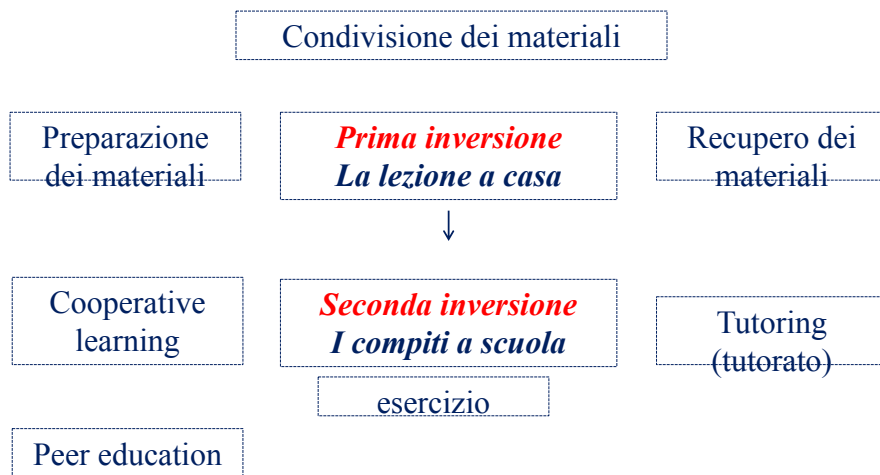 Condivisione dei materiali
Preparazione
dei materiali
Prima inversione
La lezione a casa
Recupero dei
materiali
Cooperative
learning
Seconda inversione
I compiti a scuola
Tutoring
(tutorato)
esercizio
Peer education